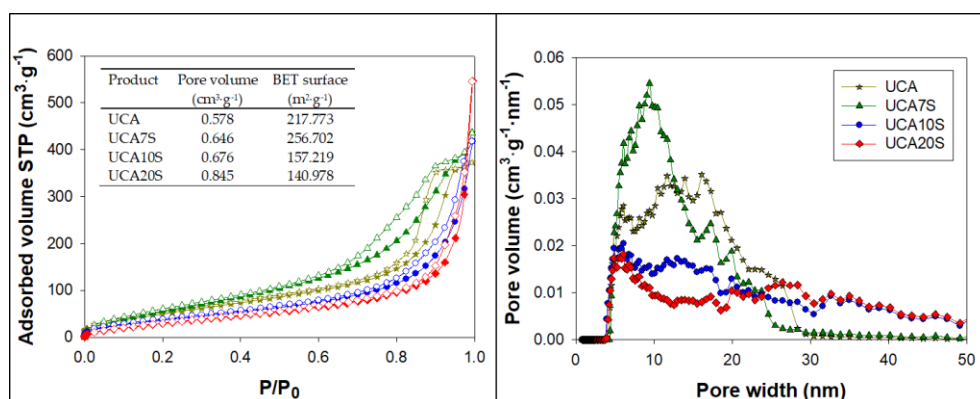 Adsorbed volume STP (cm³·g⁻¹)
600
500
400
300
200
100
0
Product Pore volume BET surface
(cm³·g⁻¹) (m²·g⁻¹)
UCA 0.578 217.773
UCA7S 0.646 256.702
UCA10S 0.676 157.219
UCA20S 0.845 140.978
0.0 0.2 0.4 0.6 0.8 1.0
P/P₀
Pore volume (cm³·g⁻¹·nm⁻¹)
0.06
0.05
0.04
0.03
0.02
0.01
0.00
UCA
UCA7S
UCA10S
UCA20S
0 10 20 30 40 50
Pore width (nm)